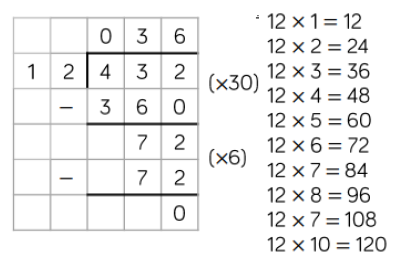 0 3 6
1 2 4 3 2
− 3 6 0 (×30)
7 2
− 7 2 (×6)
0
12 × 1 = 12
12 × 2 = 24
12 × 3 = 36
12 × 4 = 48
12 × 5 = 60
12 × 6 = 72
12 × 7 = 84
12 × 8 = 96
12 × 7 = 108
12 × 10 = 120